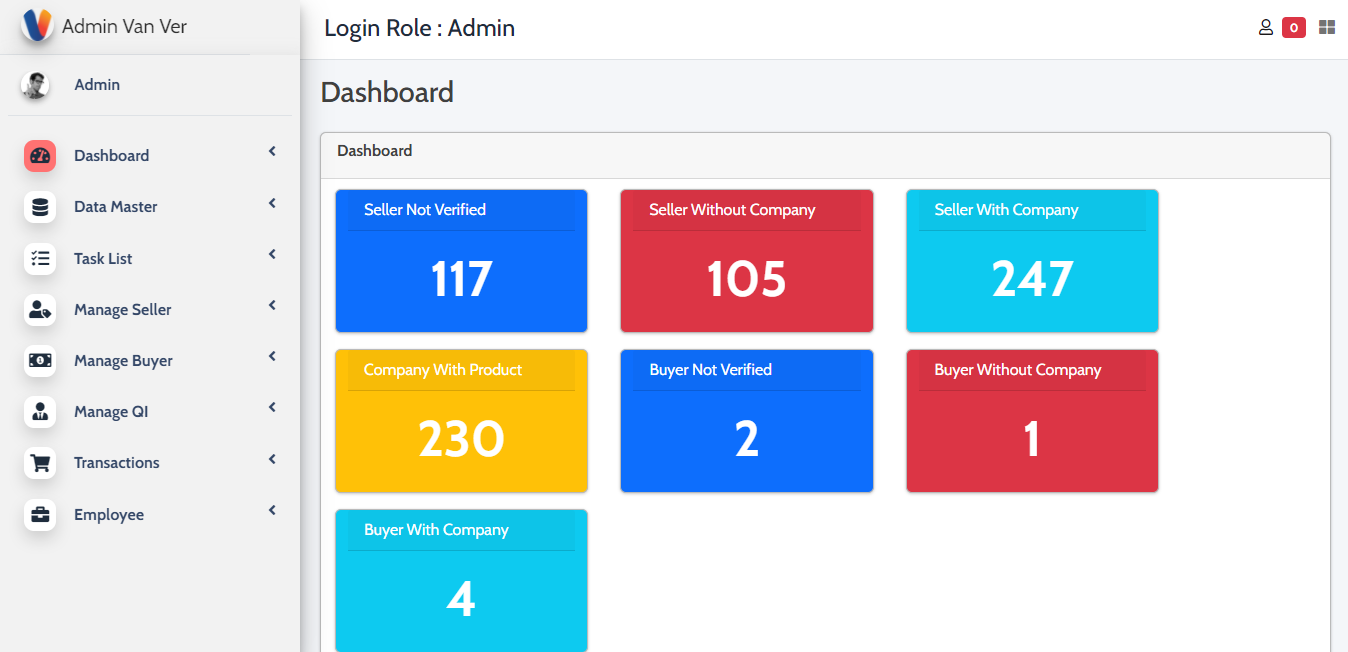 Admin Van Ver
Login Role : Admin
0
Admin
Dashboard
Data Master
Task List
Manage Seller
Manage Buyer
Manage QI
Transactions
Employee
Dashboard
Dashboard
Seller Not Verified
117
Seller Without Company
105
Seller With Company
247
Company With Product
230
Buyer Not Verified
2
Buyer Without Company
1
Buyer With Company
4